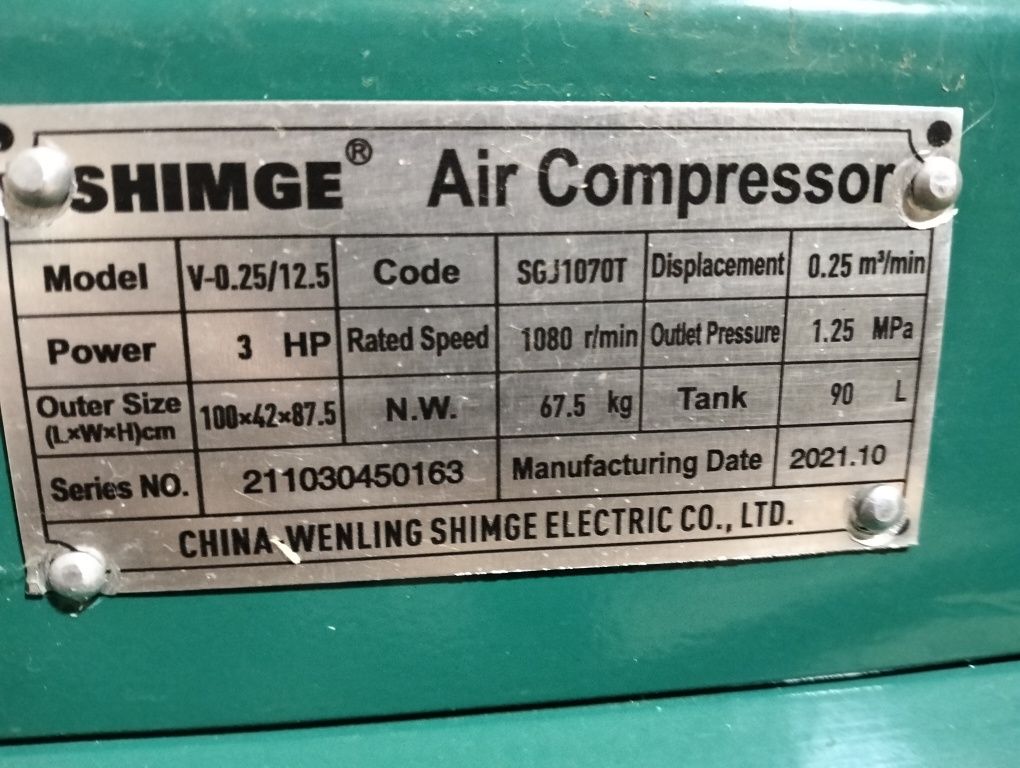 SHIMGE® Air Compressor
Model V-0.25/12.5 Code SGJ1070T Displacement 0.25 m³/min
Power 3 HP Rated Speed 1080 r/min Outlet Pressure 1.25 MPa
Outer Size (L×W×H)cm 100×42×87.5 N.W. 67.5 kg Tank 90 L
Series NO. 211030450163 Manufacturing Date 2021.10
CHINA·WENLING SHIMGE ELECTRIC CO., LTD.